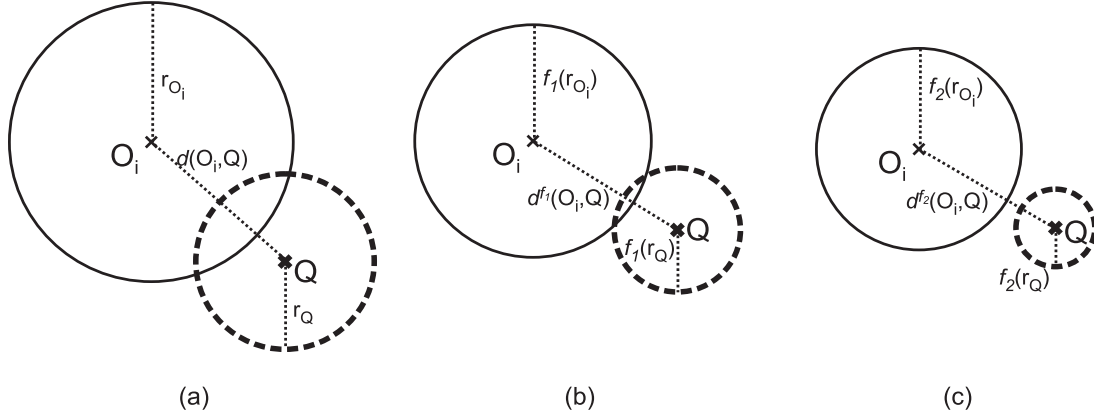 r_{O_i}
O_i
d(O_i,Q)
Q
r_Q
(a)
f_1(r_{O_i})
O_i
d^{f_1}(O_i,Q)
Q
f_1(r_Q)
(b)
f_2(r_{O_i})
O_i
d^{f_2}(O_i,Q)
Q
f_2(r_Q)
(c)